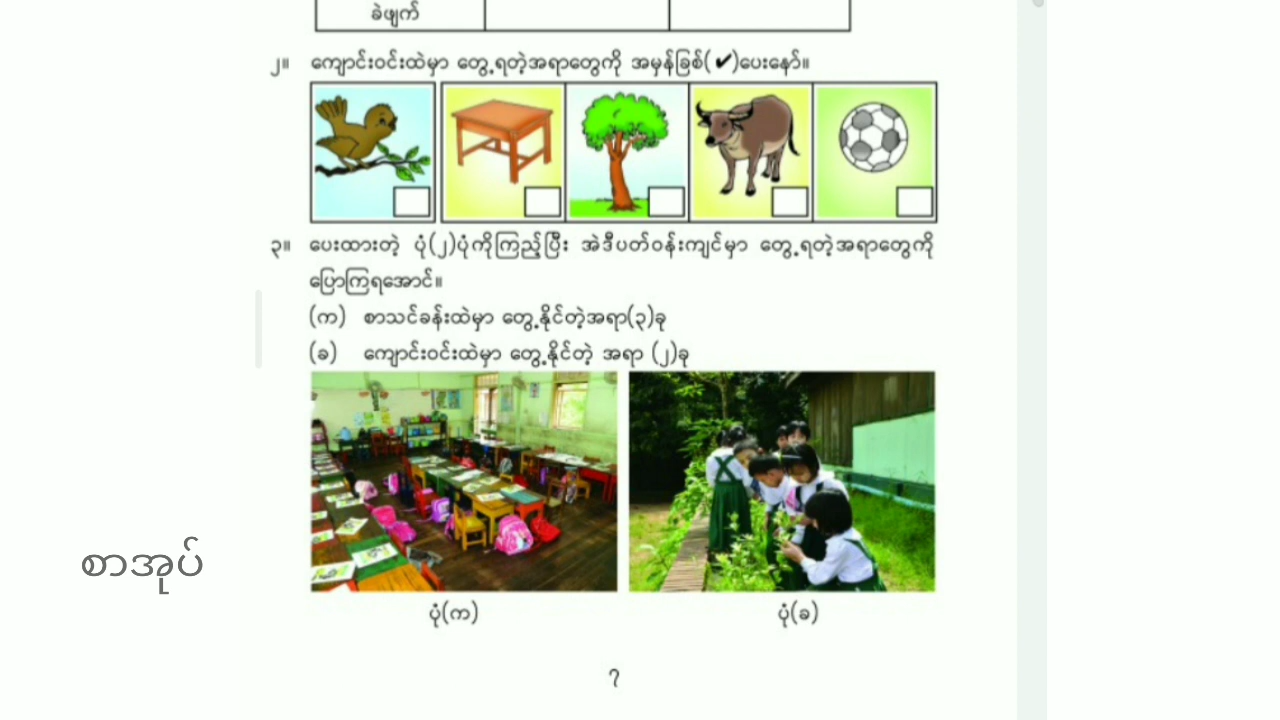 ခဲဖျက်
၂။ ကျောင်းဝင်းထဲမှာ တွေ့ရတဲ့အရာတွေကို အမှန်ခြစ်(✔)ပေးနော်။
၃။ ပေးထားတဲ့ ပုံ(၂)ပုံကိုကြည့်ပြီး အဲဒီပတ်ဝန်းကျင်မှာ တွေ့ရတဲ့အရာတွေကို
ပြောကြရအောင်။
(က) စာသင်ခန်းထဲမှာ တွေ့နိုင်တဲ့အရာ(၃)ခု
(ခ) ကျောင်းဝင်းထဲမှာ တွေ့နိုင်တဲ့ အရာ (၂)ခု
စာအုပ်
ပုံ(က) ပုံ(ခ)
၇